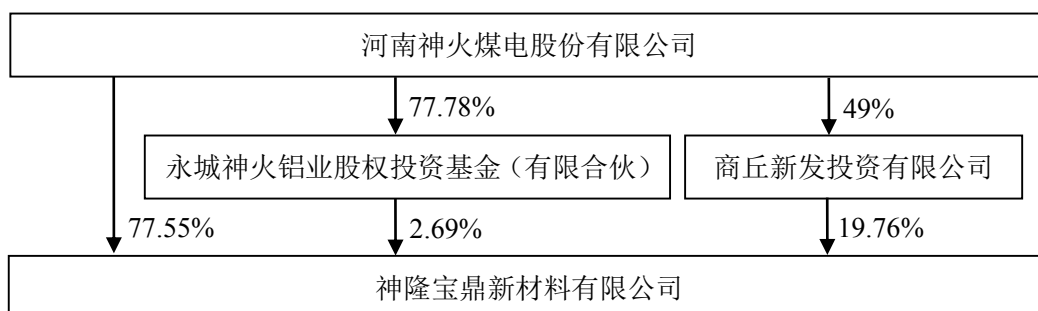 河南神火煤电股份有限公司
77.78%
49%
永城神火铝业股权投资基金（有限合伙）
商丘新发投资有限公司
77.55%
2.69%
19.76%
神隆宝鼎新材料有限公司